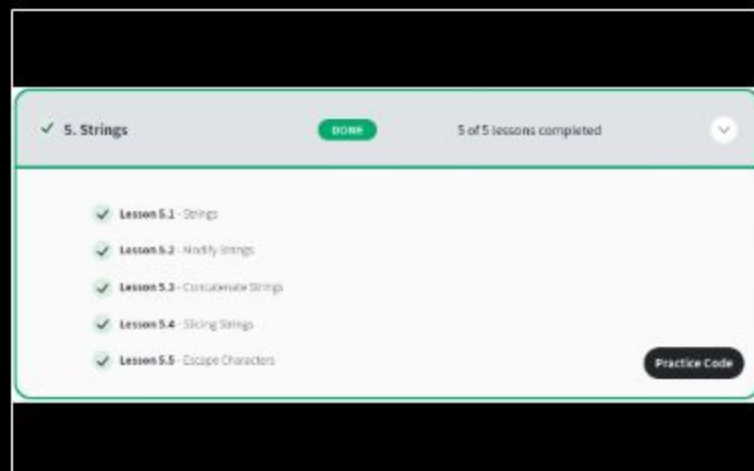 5. Strings
DONE
5 of 5 lessons completed
Lesson 5.1 - Strings
Lesson 5.2 - Modify Strings
Lesson 5.3 - Concatenate Strings
Lesson 5.4 - Slicing Strings
Lesson 5.5 - Escape Characters
Practice Code